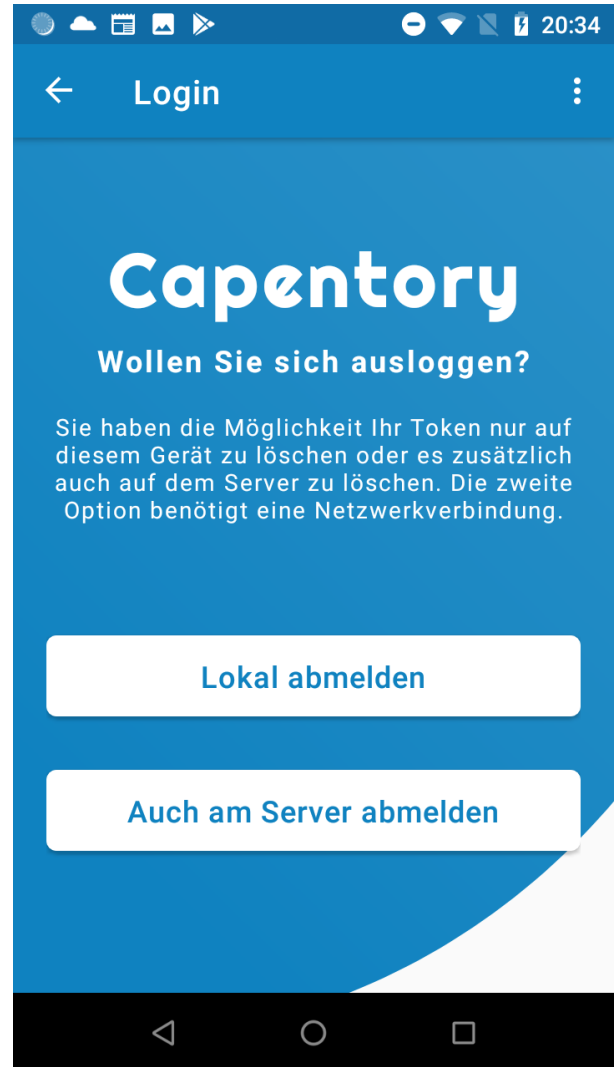 20:34
Login
Capentory
Wollen Sie sich ausloggen?
Sie haben die Möglichkeit Ihr Token nur auf
diesem Gerät zu löschen oder es zusätzlich
auch auf dem Server zu löschen. Die zweite
Option benötigt eine Netzwerkverbindung.
Lokal abmelden
Auch am Server abmelden